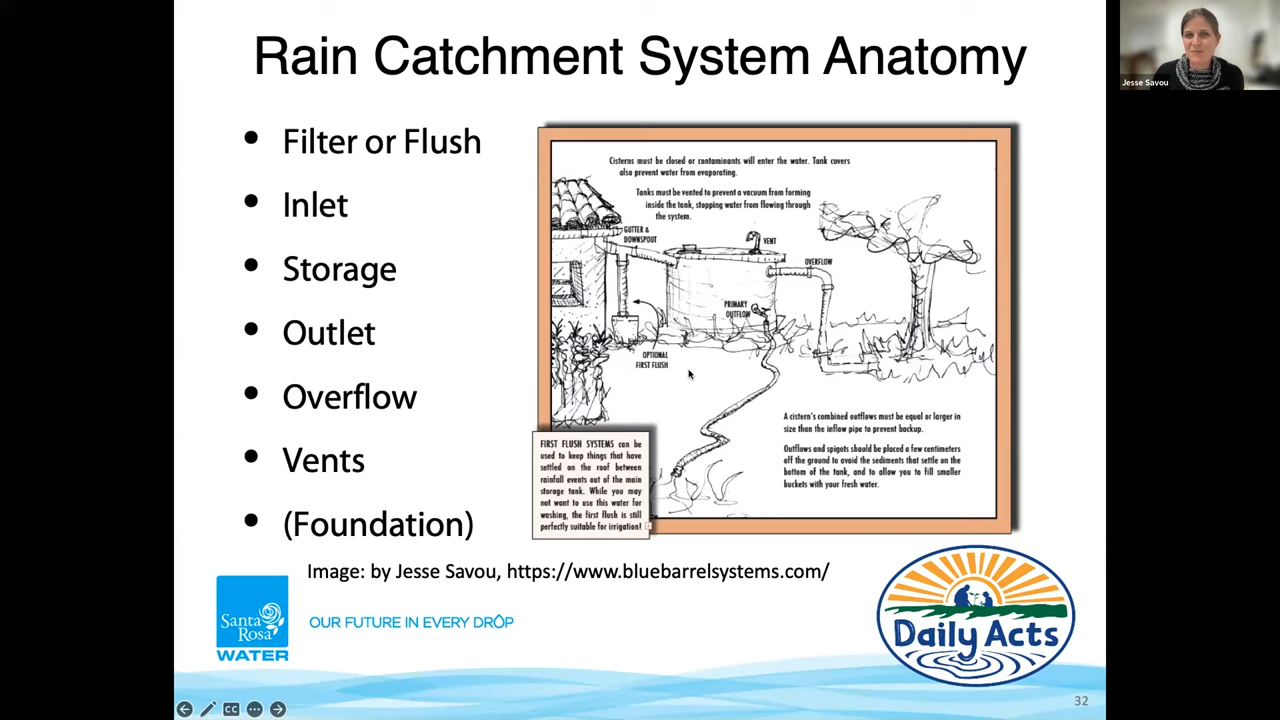 Rain Catchment System Anatomy
Jesse Savou
• Filter or Flush
• Inlet
• Storage
• Outlet
• Overflow
• Vents
• (Foundation)
Cisterns must be closed or contaminants will enter the water. Tank covers
also prevent water from evaporating.
Tanks must be vented to prevent a vacuum from forming
inside the tank, stopping water from flowing through
the system.
GUTTER &
DOWNSPOUT
VENT
OVERFLOW
PRIMARY
OUTFLOW
OPTIONAL
FIRST FLUSH
A cistern's combined outflows must be equal or larger in
size than the inflow pipe to prevent backup.
Outflows and spigots should be placed a few centimeters
off the ground to avoid the sediments that settle on the
bottom of the tank, and to allow you to fill smaller
buckets with your fresh water.
FIRST FLUSH SYSTEMS can be
used to keep things that have
settled on the roof between
rainfall events out of the main
storage tank. While you may
not want to use this water for
washing, the first flush is still
perfectly suitable for irrigation!
Image: by Jesse Savou, https://www.bluebarrelsystems.com/
Santa
Rosa
WATER
OUR FUTURE IN EVERY DROP
Daily Acts
CC
32